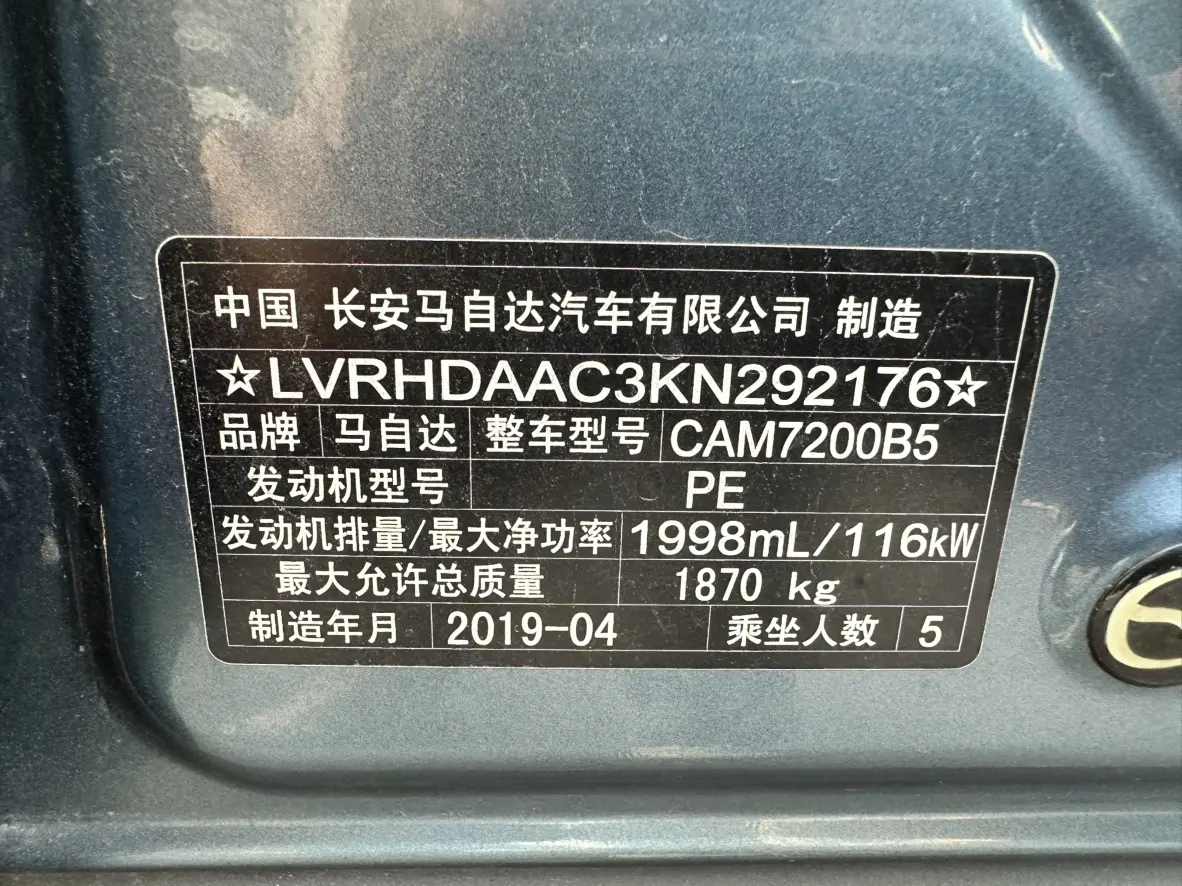 中国 长安马自达汽车有限公司 制造
☆LVRHDAAC3KN292176☆
品牌 马自达 整车型号 CAM7200B5
发动机型号 PE
发动机排量/最大净功率 1998mL/116kW
最大允许总质量 1870 kg
制造年月 2019-04 乘坐人数 5